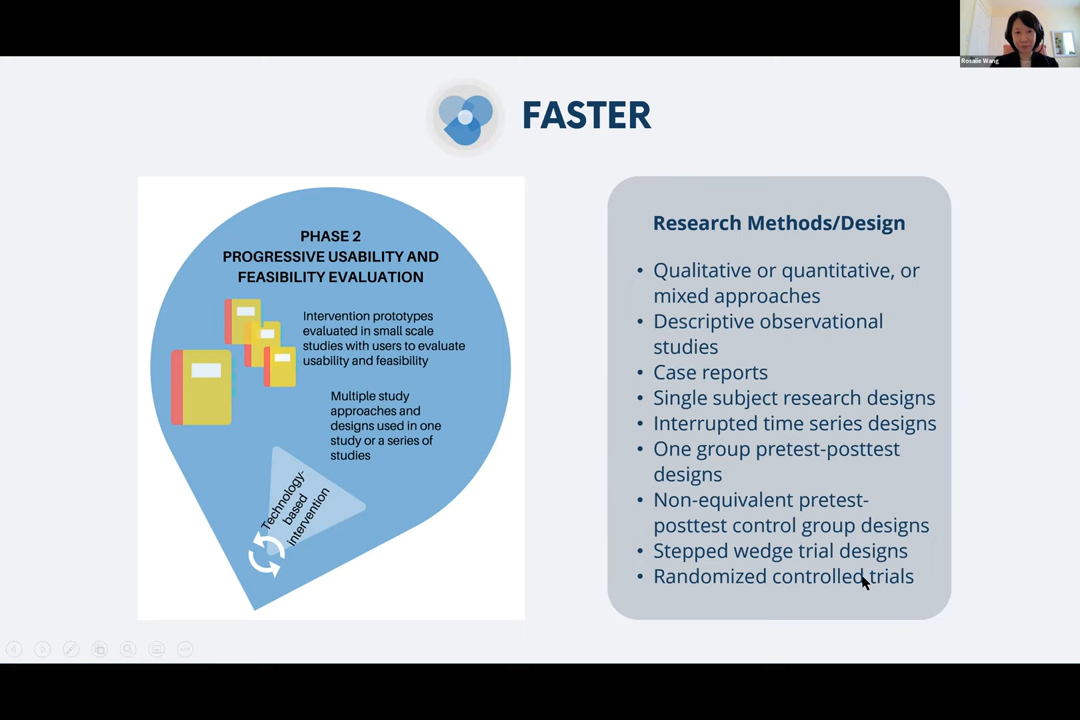 Rosalie Wang
FASTER
PHASE 2
PROGRESSIVE USABILITY AND
FEASIBILITY EVALUATION
Intervention prototypes
evaluated in small scale
studies with users to evaluate
usability and feasibility
Multiple study
approaches and
designs used in one
study or a series of
studies
Technology-
based
intervention
Research Methods/Design
• Qualitative or quantitative, or
mixed approaches
• Descriptive observational
studies
• Case reports
• Single subject research designs
• Interrupted time series designs
• One group pretest-posttest
designs
• Non-equivalent pretest-
posttest control group designs
• Stepped wedge trial designs
• Randomized controlled trials